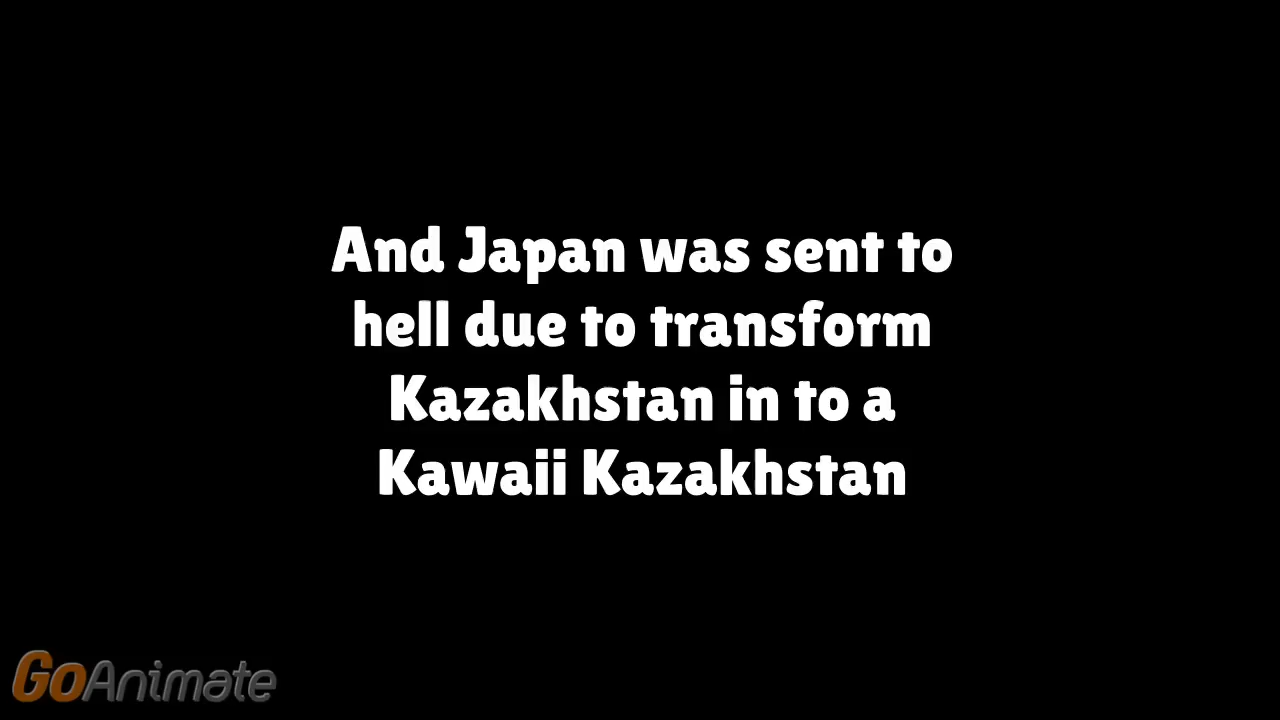 And Japan was sent to
hell due to transform
Kazakhstan in to a
Kawaii Kazakhstan
GoAnimate